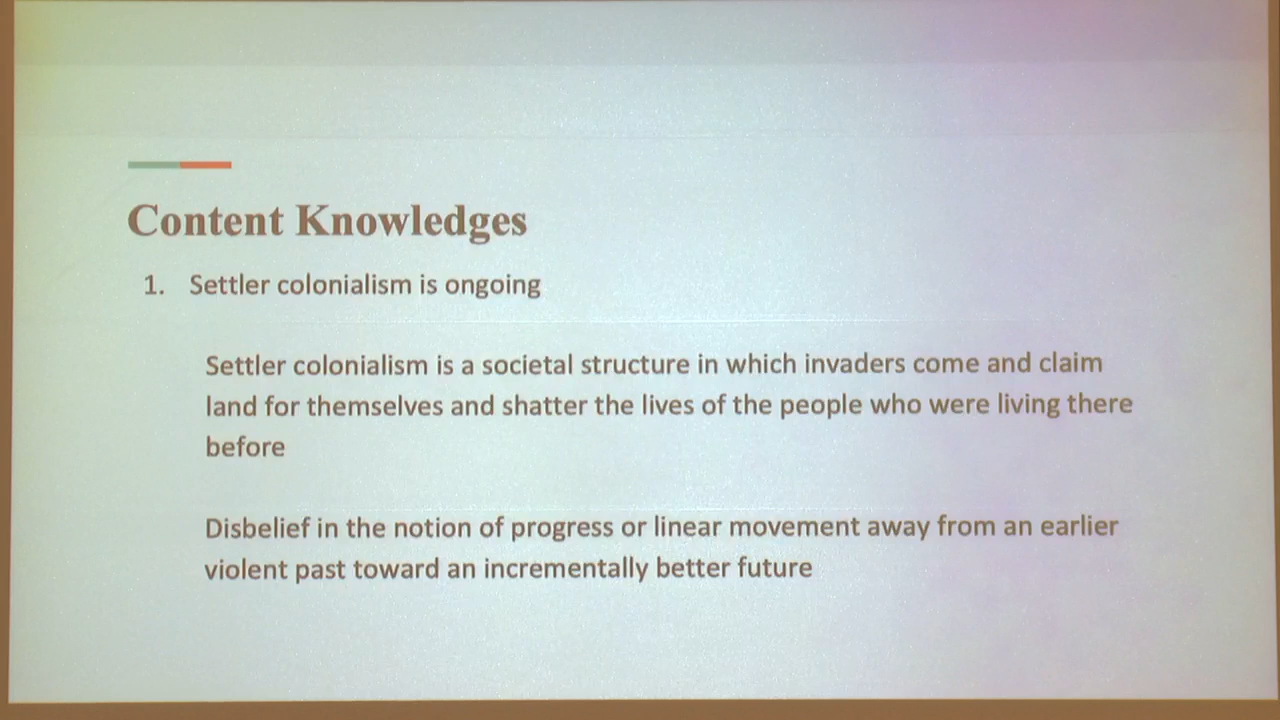 Content Knowledges
1. Settler colonialism is ongoing
Settler colonialism is a societal structure in which invaders come and claim
land for themselves and shatter the lives of the people who were living there
before
Disbelief in the notion of progress or linear movement away from an earlier
violent past toward an incrementally better future